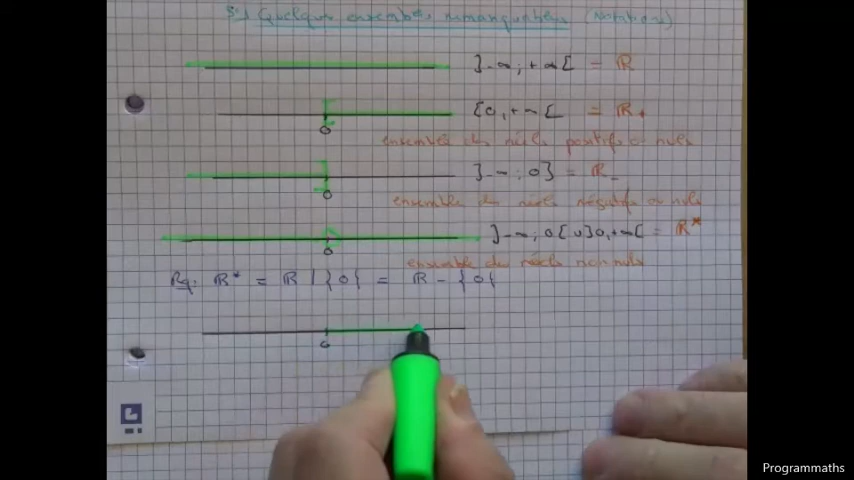 3.1 Quelques ensembles remarquables (notations)
]-∞ ; +∞[ = ℝ
0
[0, +∞[ = ℝ+
ensemble des réels positifs ou nuls
0
]-∞ ; 0] = ℝ-
ensemble des réels négatifs ou nuls
0
]-∞ ; 0[ ∪ ]0, +∞[ = ℝ*
ensemble des réels non nuls
Rq: ℝ* = ℝ \ {0} = ℝ - {0}
0
Programmaths